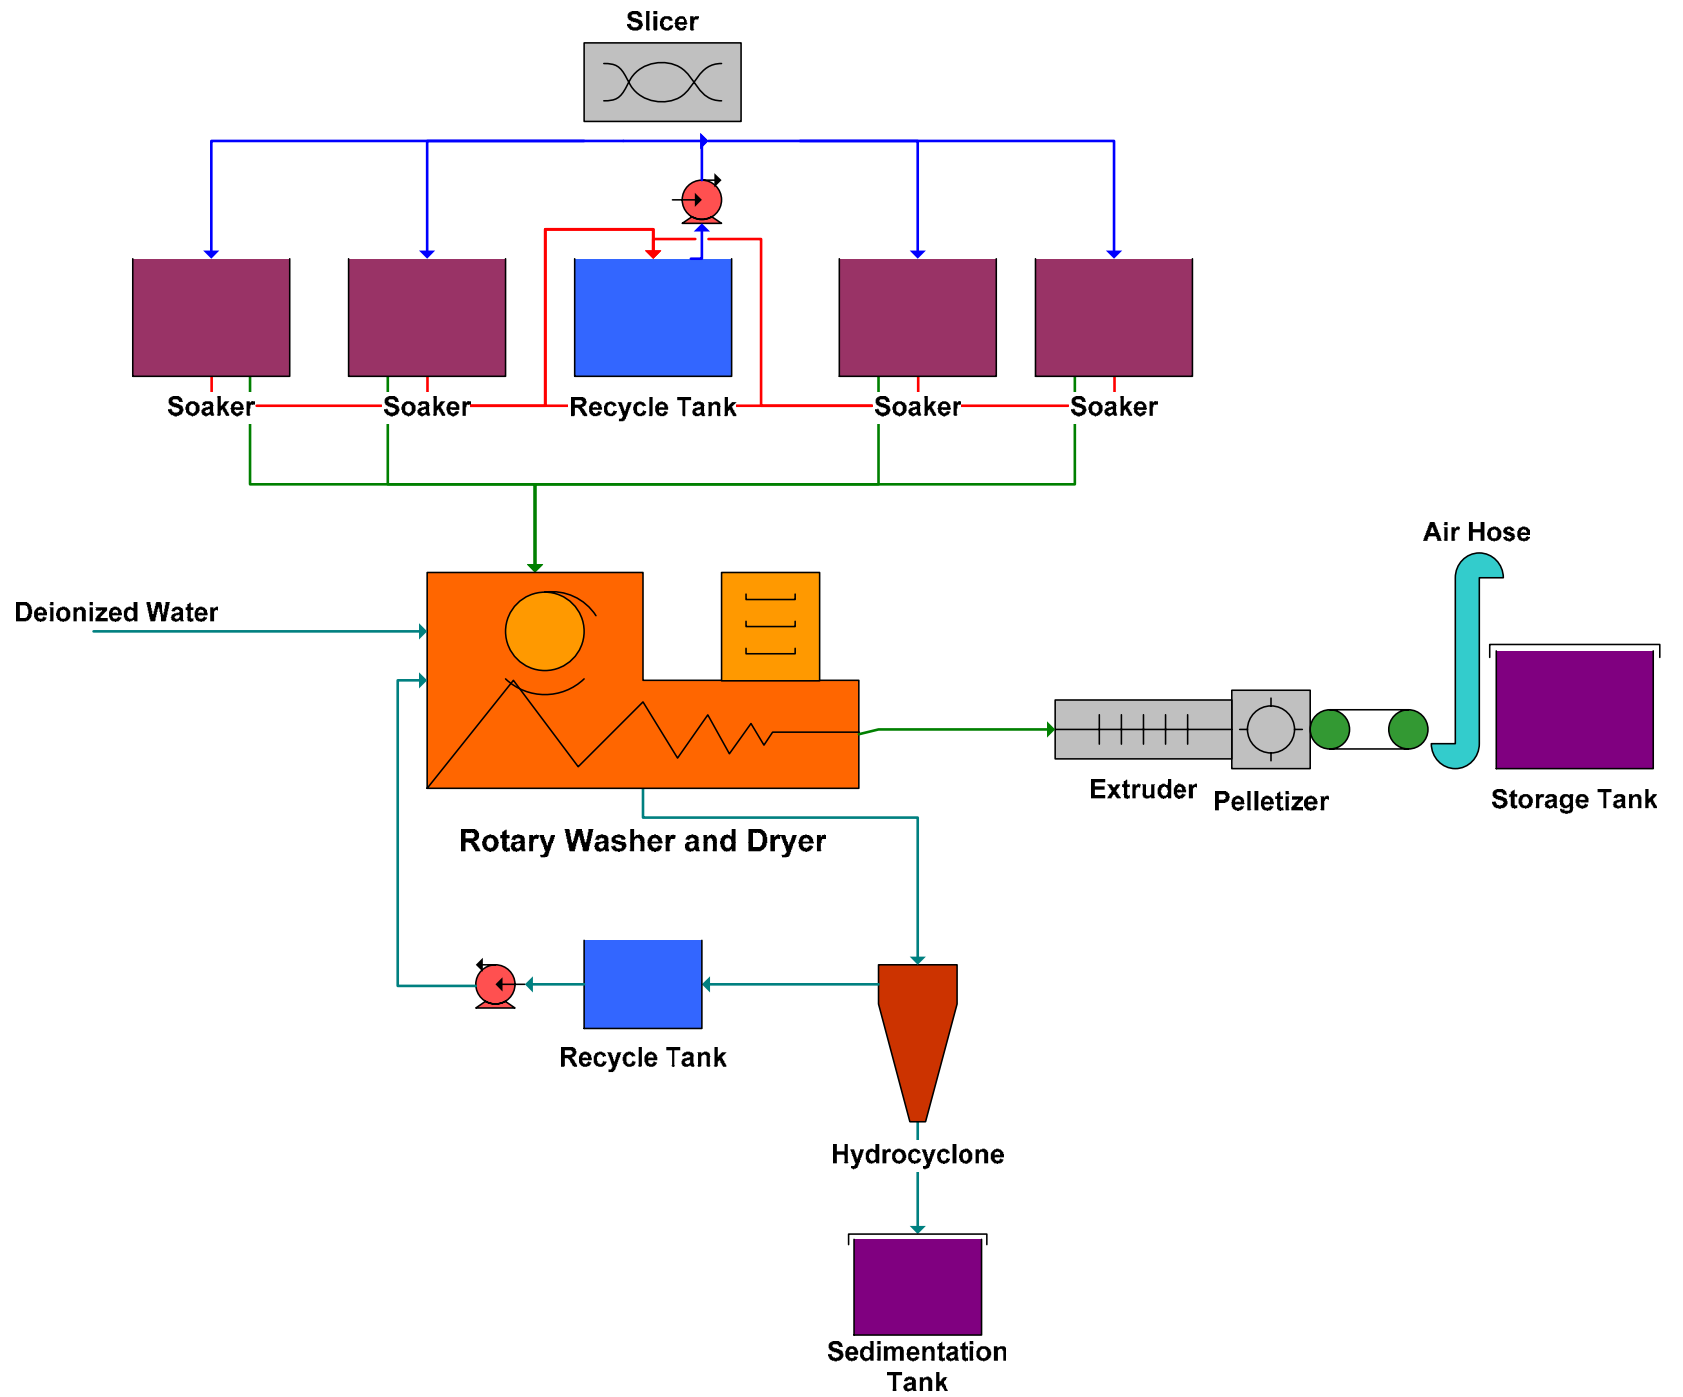 Slicer
Soaker
Soaker
Recycle Tank
Soaker
Soaker
Air Hose
Deionized Water
Extruder
Pelletizer
Storage Tank
Rotary Washer and Dryer
Recycle Tank
Hydrocyclone
Sedimentation
Tank